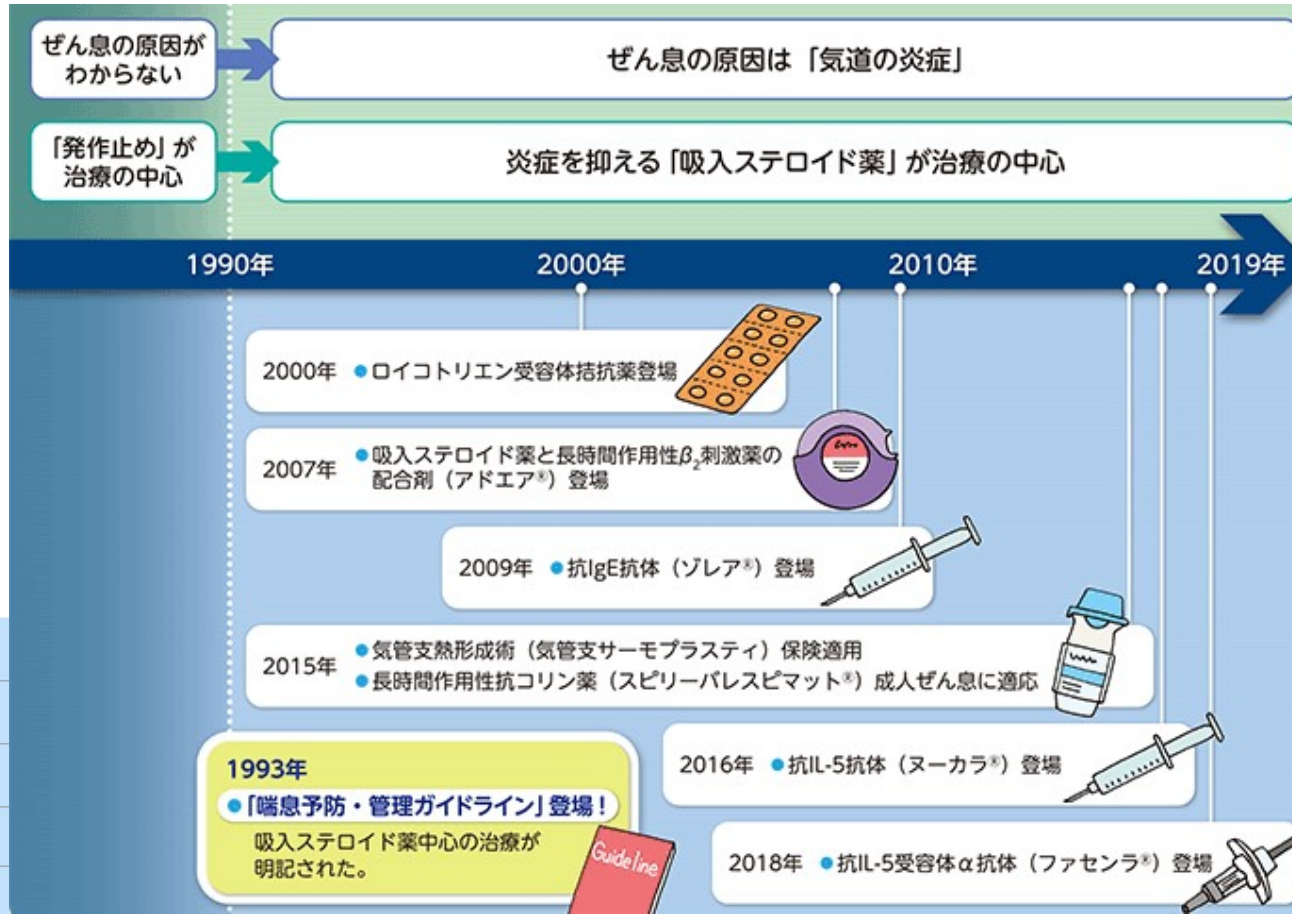 ぜん息の原因が
わからない
ぜん息の原因は「気道の炎症」
「発作止め」が
治療の中心
炎症を抑える「吸入ステロイド薬」が治療の中心
1990年
2000年
2010年
2019年
2000年 ●ロイコトリエン受容体拮抗薬登場
2007年 ●吸入ステロイド薬と長時間作用性β₂刺激薬の
配合剤（アドエア®）登場
2009年 ●抗IgE抗体（ゾレア®）登場
2015年 ●気管支熱形成術（気管支サーモプラスティ）保険適用
●長時間作用性抗コリン薬（スピリーバレスピマット®）成人ぜん息に適応
1993年
●「喘息予防・管理ガイドライン」登場！
吸入ステロイド薬中心の治療が
明記された。
Guideline
2016年 ●抗IL-5抗体（ヌーカラ®）登場
2018年 ●抗IL-5受容体α抗体（ファセンラ®）登場